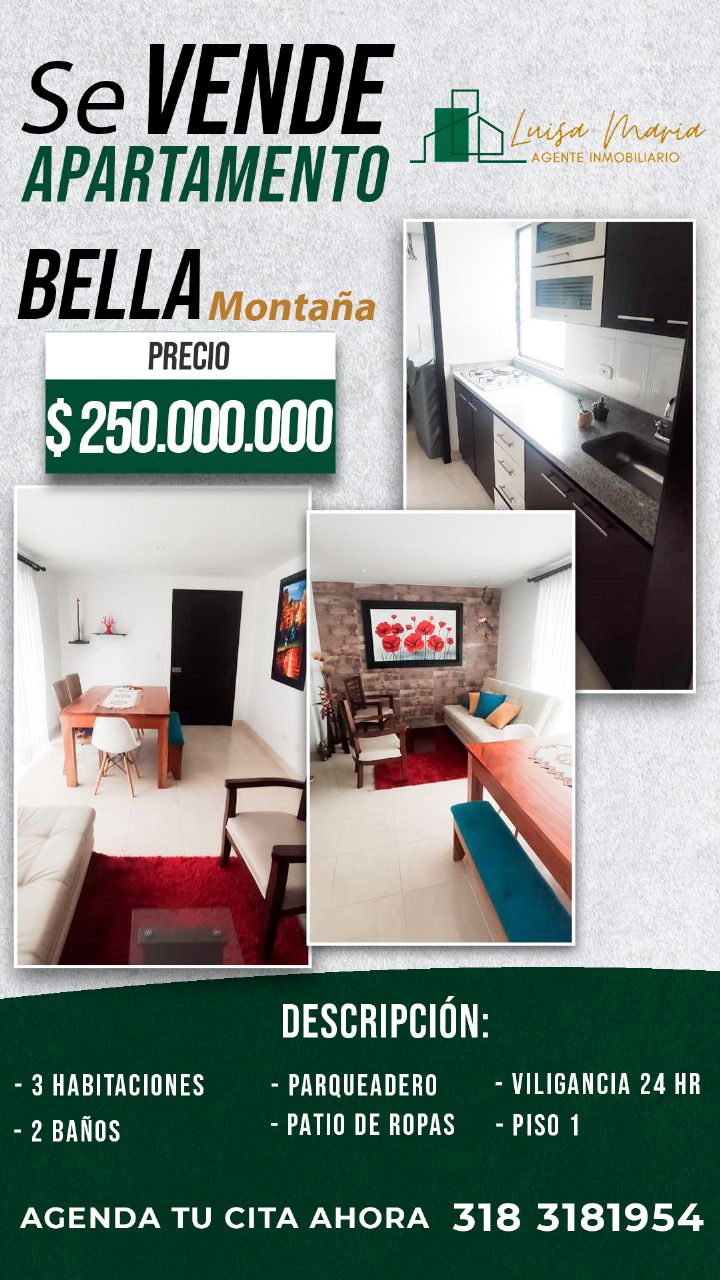 Se VENDE
APARTAMENTO
Luisa Maria
AGENTE INMOBILIARIO
BELLA Montaña
PRECIO
$ 250.000.000
DESCRIPCIÓN:
- 3 HABITACIONES
- 2 BAÑOS
- PARQUEADERO
- PATIO DE ROPAS
- VILIGANCIA 24 HR
- PISO 1
AGENDA TU CITA AHORA 318 3181954